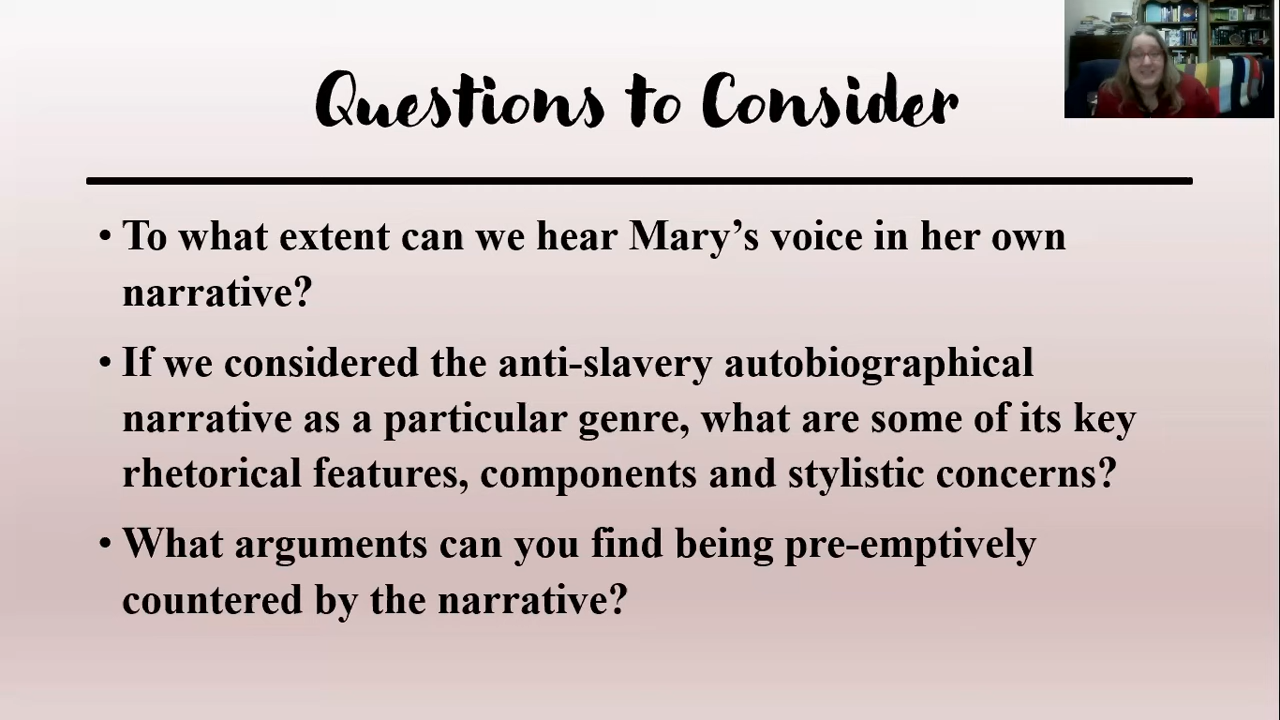 Questions to Consider
• To what extent can we hear Mary’s voice in her own
narrative?
• If we considered the anti-slavery autobiographical
narrative as a particular genre, what are some of its key
rhetorical features, components and stylistic concerns?
• What arguments can you find being pre-emptively
countered by the narrative?